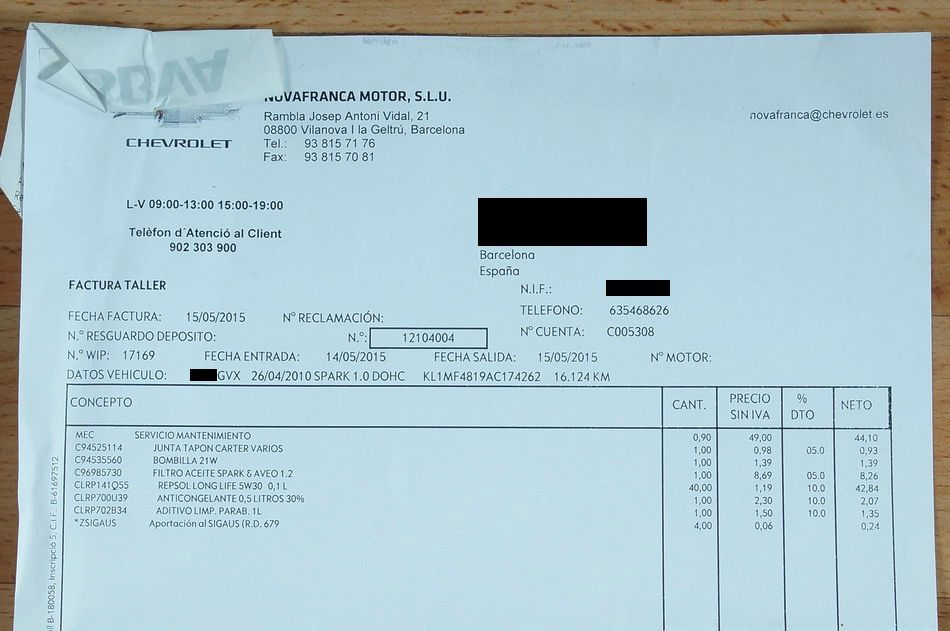 BBVA
NOVAFRANCA MOTOR, S.L.U.
Rambla Josep Antoni Vidal, 21
08800 Vilanova I la Geltrú, Barcelona
Tel.: 93 815 71 76
Fax: 93 815 70 81
novafranca@chevrolet.es
CHEVROLET
L-V 09:00-13:00 15:00-19:00
Telèfon d´Atenció al Client
902 303 900
Barcelona
España
FACTURA TALLER
N.I.F.:
FECHA FACTURA: 15/05/2015 Nº RECLAMACIÓN: TELEFONO: 635468626
N.º RESGUARDO DEPOSITO: N.º: 12104004 Nº CUENTA: C005308
N.º WIP: 17169 FECHA ENTRADA: 14/05/2015 FECHA SALIDA: 15/05/2015 Nº MOTOR:
DATOS VEHICULO: GVX 26/04/2010 SPARK 1.0 DOHC KL1MF4819AC174262 16.124 KM
CONCEPTO CANT. PRECIO SIN IVA % DTO NETO
MEC SERVICIO MANTENIMIENTO 0,90 49,00 44,10
C94525114 JUNTA TAPON CARTER VARIOS 1,00 0,98 05.0 0,93
C94535560 BOMBILLA 21W 1,00 1,39 1,39
C96985730 FILTRO ACEITE SPARK & AVEO 1.2 1,00 8,69 05.0 8,26
CLRP141Q55 REPSOL LONG LIFE 5W30 0,1 L 40,00 1,19 10.0 42,84
CLRP700U39 ANTICONGELANTE 0,5 LITROS 30% 1,00 2,30 10.0 2,07
CLRP702B34 ADITIVO LIMP. PARAB. 1L 1,00 1,50 10.0 1,35
*ZSIGAUS Aportación al SIGAUS (R.D. 679 4,00 0,06 0,24
B-180058, Inscripció 5, C.I.F.: B-61697512